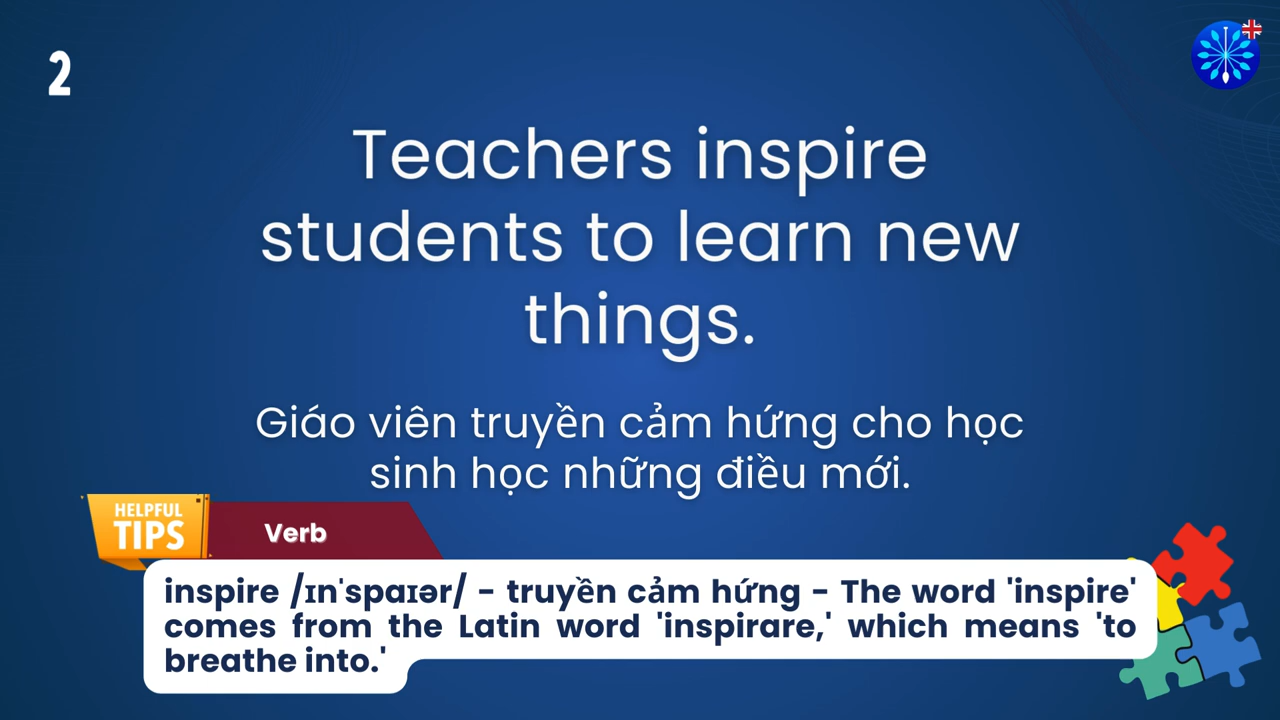 2
Teachers inspire
students to learn new
things.
Giáo viên truyền cảm hứng cho học
sinh học những điều mới.
HELPFUL
TIPS
Verb
inspire /ɪnˈspaɪər/ - truyền cảm hứng - The word 'inspire'
comes from the Latin word 'inspirare,' which means 'to
breathe into.'